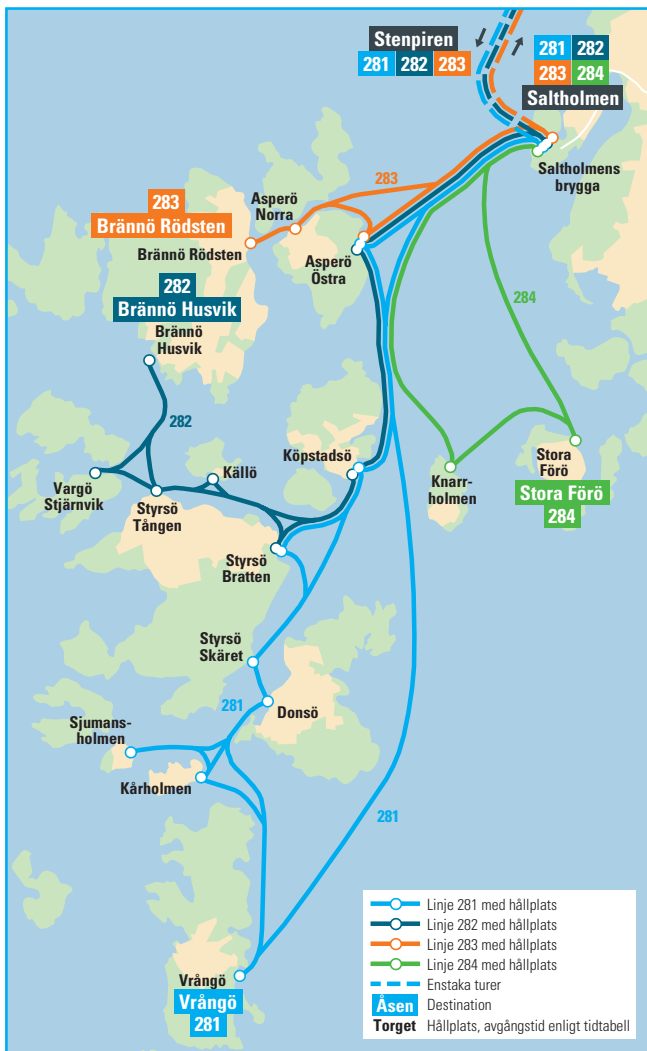 Stenpiren
281 282 283
281 282
283 284
Saltholmen
Saltholmens
brygga
283
283
Brännö Rödsten
Asperö
Norra
Brännö Rödsten
Asperö
Östra
282
Brännö Husvik
Brännö
Husvik
284
282
Källö
Köpstadsö
Vargö
Stjärnvik
Styrsö
Tången
Knarr-
holmen
Stora
Förö
Stora Förö
284
Styrsö
Bratten
Styrsö
Skäret
281
Donsö
Sjumans-
holmen
Kårholmen
281
Vrångö
Vrångö
281
Linje 281 med hållplats
Linje 282 med hållplats
Linje 283 med hållplats
Linje 284 med hållplats
Enstaka turer
Åsen Destination
Torget Hållplats, avgångstid enligt tidtabell